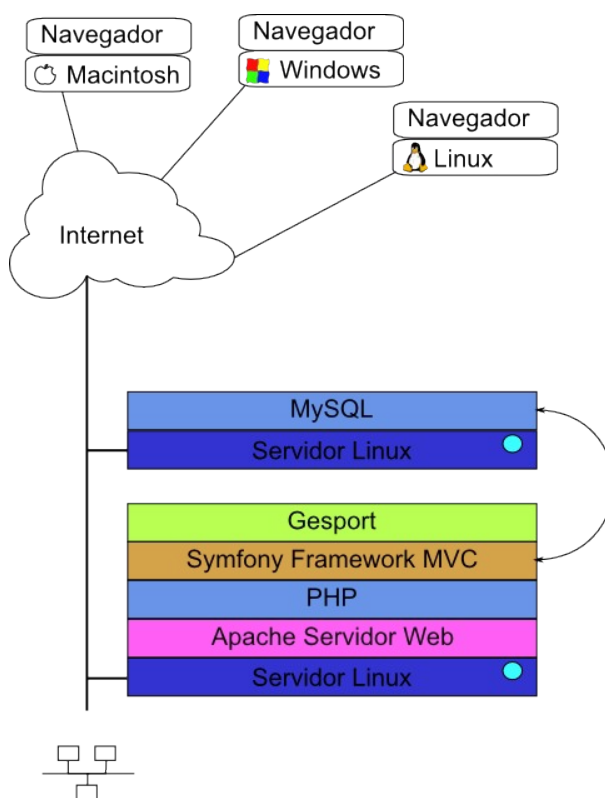 Navegador
Macintosh
Navegador
Windows
Navegador
Linux
Internet
MySQL
Servidor Linux
Gesport
Symfony Framework MVC
PHP
Apache Servidor Web
Servidor Linux